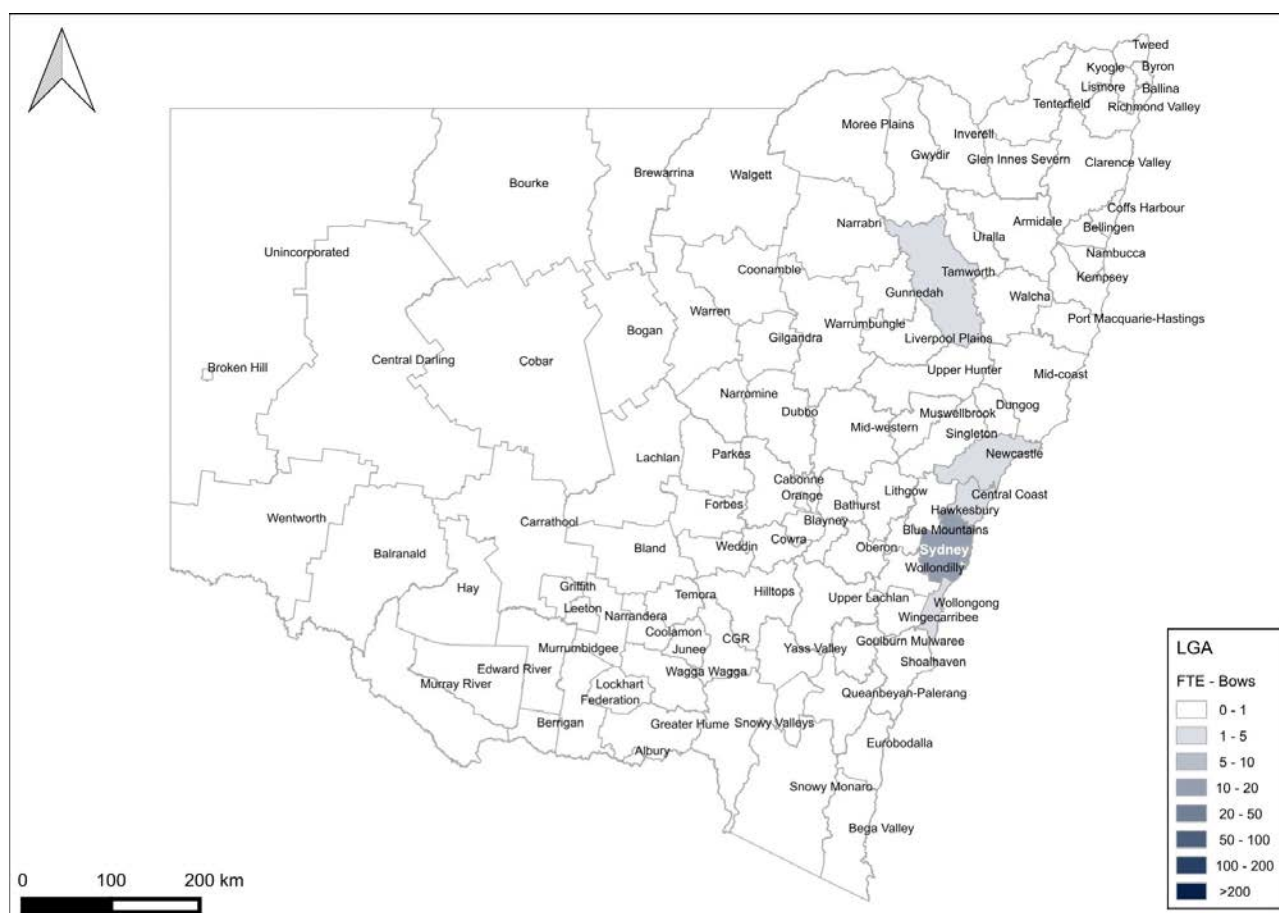 Tweed
Kyogle
Byron
Lismore
Ballina
Tenterfield
Richmond Valley
Moree Plains
Inverell
Gwydir
Glen Innes Severn
Clarence Valley
Bourke
Brewarrina
Walgett
Coffs Harbour
Narrabri
Armidale
Bellingen
Uralla
Unincorporated
Nambucca
Coonamble
Tamworth
Kempsey
Gunnedah
Walcha
Warren
Port Macquarie-Hastings
Bogan
Warrumbungle
Gilgandra
Liverpool Plains
Central Darling
Cobar
Broken Hill
Upper Hunter
Mid-coast
Narromine
Dubbo
Dungog
Muswellbrook
Mid-western
Singleton
Lachlan
Parkes
Newcastle
Cabonne
Orange
Lithgow
Central Coast
Forbes
Bathurst
Hawkesbury
Wentworth
Carrathool
Blayney
Blue Mountains
Balranald
Bland
Weddin
Cowra
Oberon
Sydney
Wollondilly
Hay
Griffith
Temora
Hilltops
Upper Lachlan
Leeton
Narrandera
Wollongong
Wingecarribee
Coolamon
CGR
Goulburn Mulwaree
Murrumbidgee
Junee
Yass Valley
Shoalhaven
Edward River
Wagga Wagga
Murray River
Lockhart
Federation
Queanbeyan-Palerang
Berrigan
Greater Hume
Snowy Valleys
Albury
Eurobodalla
Snowy Monaro
Bega Valley
LGA
FTE - Bows
0 - 1
1 - 5
5 - 10
10 - 20
20 - 50
50 - 100
100 - 200
>200
0 100 200 km